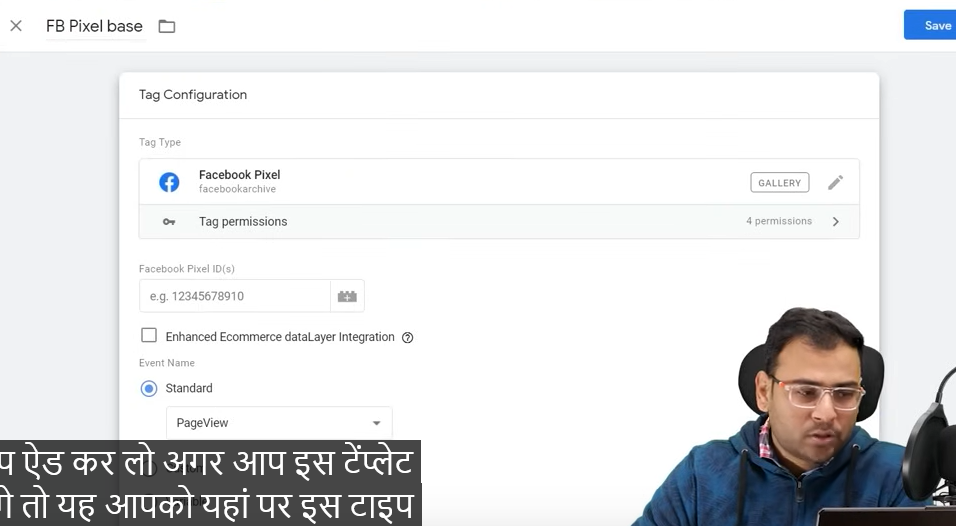 FB Pixel base
Save
Tag Configuration
Tag Type
Facebook Pixel
facebookarchive
GALLERY
Tag permissions
4 permissions
Facebook Pixel ID(s)
e.g. 12345678910
Enhanced Ecommerce dataLayer Integration
Event Name
Standard
PageView
ऐड कर लो अगर आप इस टेंप्लेट
तो यह आपको यहां पर इस टाइप